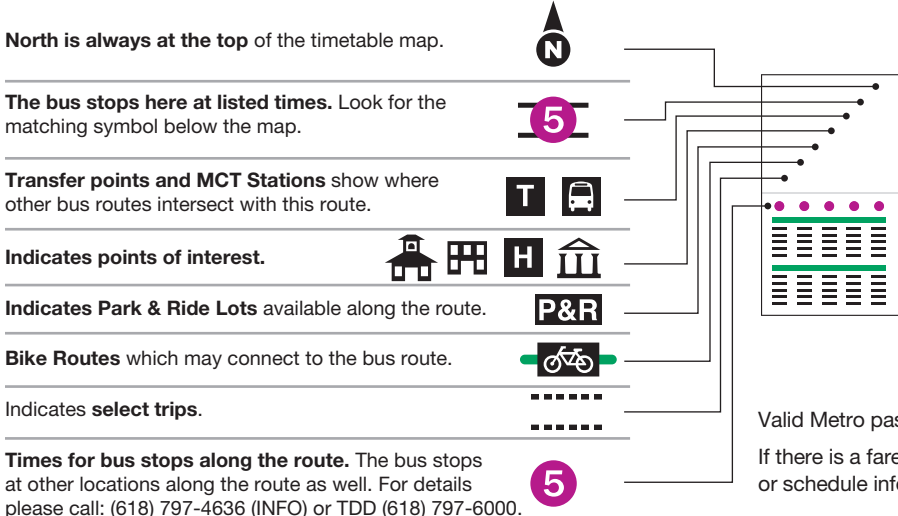 North is always at the top of the timetable map.
N
The bus stops here at listed times. Look for the
matching symbol below the map.
5
Transfer points and MCT Stations show where
other bus routes intersect with this route.
T
Indicates points of interest.
H
Indicates Park & Ride Lots available along the route.
P&R
Bike Routes which may connect to the bus route.
Indicates select trips.
Times for bus stops along the route. The bus stops
at other locations along the route as well. For details
please call: (618) 797-4636 (INFO) or TDD (618) 797-6000.
5
Valid Metro
If there is a fare
or schedule